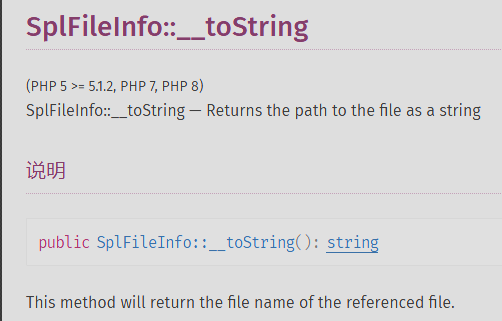 SplFileInfo::__toString
(PHP 5 >= 5.1.2, PHP 7, PHP 8)
SplFileInfo::__toString — Returns the path to the file as a string
说明
public SplFileInfo::__toString(): string
This method will return the file name of the referenced file.